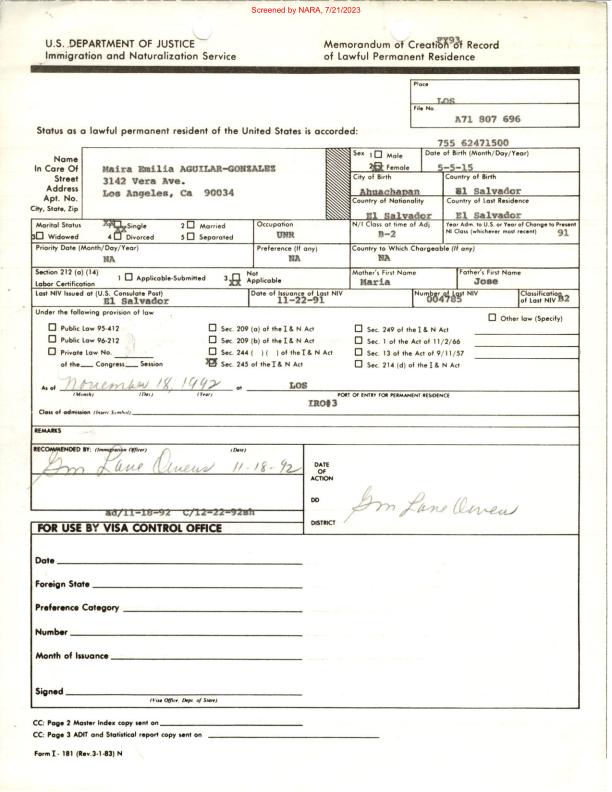 Screened by NARA, 7/21/2023
FY93
U.S. DEPARTMENT OF JUSTICE
Immigration and Naturalization Service
Memorandum of Creation of Record
of Lawful Permanent Residence
Place
LOS
File No.
A71 807 696
Status as a lawful permanent resident of the United States is accorded:
755 62471500
Name
In Care Of
Street
Address
Apt. No.
City, State, Zip
Maira Emilia AGUILAR-GONZALEZ
3142 Vera Ave.
Los Angeles, Ca 90034
Sex 1 Male
2 Female
Date of Birth (Month/Day/Year)
5-5-15
City of Birth
Ahuachapan
Country of Birth
El Salvador
Country of Nationality
El Salvador
Country of Last Residence
El Salvador
Marital Status
XX Single 2 Married
3 Widowed 4 Divorced 5 Separated
Occupation
UNR
N/I Class at time of Adj.
B-2
Year Adm. to U.S. or Year of Change to Present
NI Class (whichever most recent) 91
Priority Date (Month/Day/Year)
NA
Preference (If any)
NA
Country to Which Chargeable (If any)
NA
Section 212 (a) (14)
Labor Certification
1 Applicable-Submitted 3 XX Not
Applicable
Mother's First Name
Maria
Father's First Name
Jose
Last NIV Issued at (U.S. Consulate Post)
El Salvador
Date of Issuance of Last NIV
11-22-91
Number of Last NIV
004785
Classification
of Last NIV B2
Under the following provision of law
Other law (Specify)
Public Law 95-412 Sec. 209 (a) of the I & N Act Sec. 249 of the I & N Act
Public Law 96-212 Sec. 209 (b) of the I & N Act Sec. 1 of the Act of 11/2/66
Private Law No. Sec. 244 ( ) ( ) of the I & N Act Sec. 13 of the Act of 9/11/57
of the Congress, Session XX Sec. 245 of the I & N Act Sec. 214 (d) of the I & N Act
As of November 18, 1992 at LOS
(Month) (Day) (Year) PORT OF ENTRY FOR PERMANENT RESIDENCE
IRO#3
Class of admission (Insert Symbol)
REMARKS
RECOMMENDED BY: (Immigration Officer) (Date)
Gm Lane Owens 11-18-92
DATE
OF
ACTION
DD
DISTRICT
Gm Lane Owens
ad/11-18-92 C/12-22-92sh
FOR USE BY VISA CONTROL OFFICE
Date
Foreign State
Preference Category
Number
Month of Issuance
Signed
(Visa Office, Dept. of State)
CC: Page 2 Master Index copy sent on
CC: Page 3 ADIT and Statistical report copy sent on
Form I - 181 (Rev.3-1-83) N